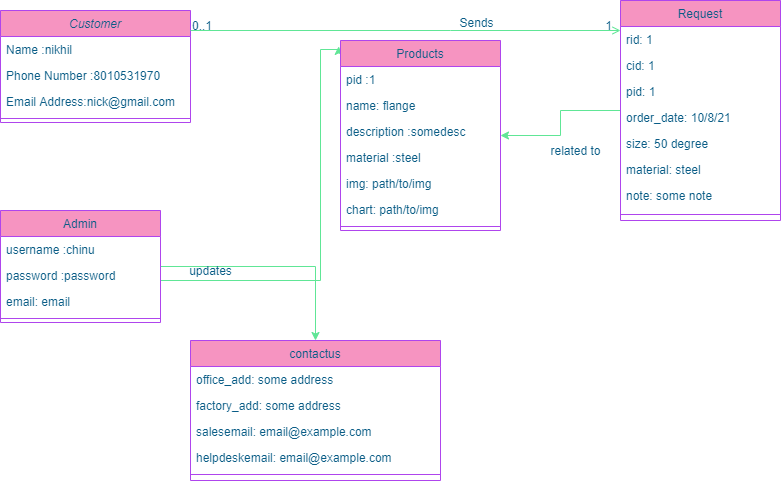 Customer
Name :nikhil
Phone Number :8010531970
Email Address:nick@gmail.com
0..1
Sends
1
Request
rid: 1
cid: 1
pid: 1
order_date: 10/8/21
size: 50 degree
material: steel
note: some note
Products
pid :1
name: flange
description :somedesc
material :steel
img: path/to/img
chart: path/to/img
related to
Admin
username :chinu
password :password
email: email
updates
contactus
office_add: some address
factory_add: some address
salesemail: email@example.com
helpdeskemail: email@example.com